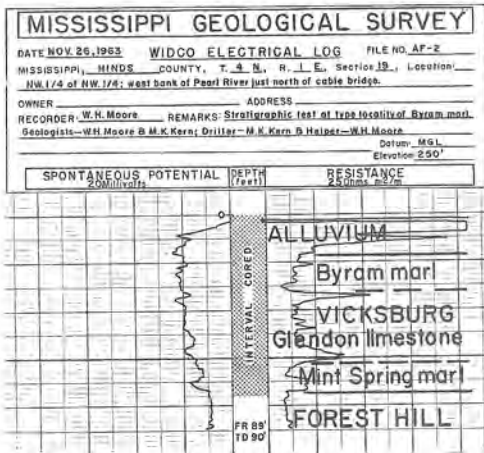 MISSISSIPPI GEOLOGICAL SURVEY
DATE NOV. 26, 1963 WIDCO ELECTRICAL LOG FILE NO. AF-2
MISSISSIPPI, HINDS COUNTY, T. 4 N., R. 1 E., Section 19, Location:
NW.1/4 of NW.1/4; west bank of Pearl River just north of cable bridge.
OWNER ADDRESS
RECORDER: W.H. Moore REMARKS: Stratigraphic test at type locality of Byram marl.
Geologists—W.H. Moore & M.K. Kern; Driller—M.K. Kern & Helper—W.H. Moore
Datum: MGL
Elevation: 250'
SPONTANEOUS POTENTIAL DEPTH RESISTANCE
20 Millivolts (feet) 25 Ohms m2/m
0
ALLUVIUM
Byram marl
INTERVAL CORED
VICKSBURG
Glendon limestone
Mint Spring marl
FOREST HILL
FR 89'
TD 90'